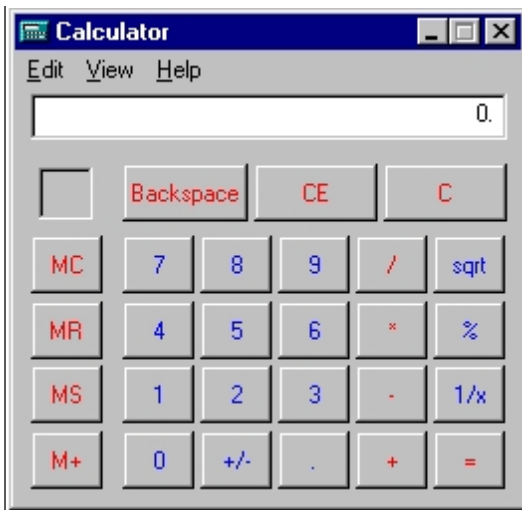 Calculator
Edit View Help
0.
Backspace CE C
MC 7 8 9 / sqrt
MR 4 5 6 * %
MS 1 2 3 - 1/x
M+ 0 +/- . + =